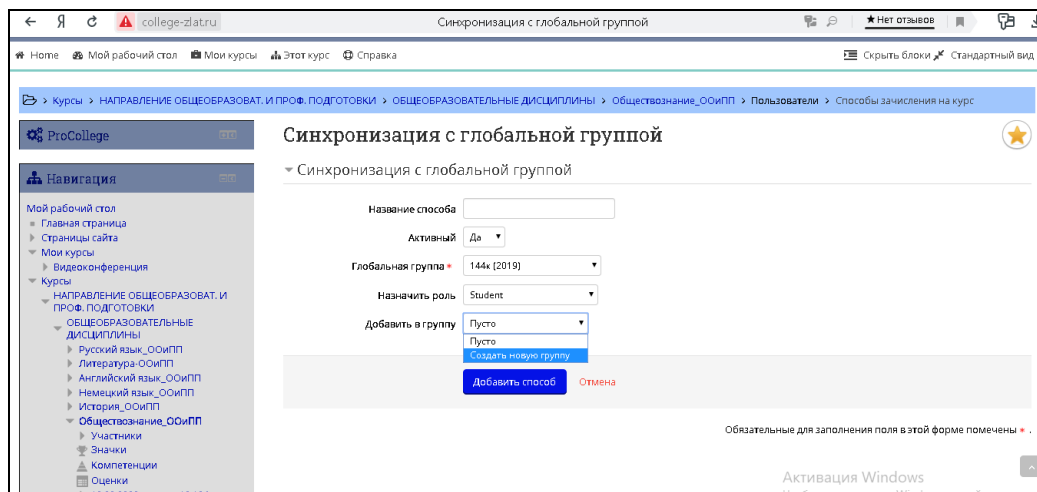 Я
college-zlat.ru
Синхронизация с глобальной группой
★Нет отзывов
Home
Мой рабочий стол
Мои курсы
Этот курс
Справка
Скрыть блоки
Стандартный вид
> Курсы > НАПРАВЛЕНИЕ ОБЩЕОБРАЗОВАТ. И ПРОФ. ПОДГОТОВКИ > ОБЩЕОБРАЗОВАТЕЛЬНЫЕ ДИСЦИПЛИНЫ > Обществознание_ООиПП > Пользователи > Способы зачисления на курс
ProCollege
Навигация
Мой рабочий стол
Главная страница
Страницы сайта
Мои курсы
Видеоконференция
Курсы
НАПРАВЛЕНИЕ ОБЩЕОБРАЗОВАТ. И
ПРОФ. ПОДГОТОВКИ
ОБЩЕОБРАЗОВАТЕЛЬНЫЕ
ДИСЦИПЛИНЫ
Русский язык_ООиПП
Литература-ООиПП
Английский язык_ООиПП
Немецкий язык_ООиПП
История_ООиПП
Обществознание_ООиПП
Участники
Значки
Компетенции
Оценки
Синхронизация с глобальной группой
Синхронизация с глобальной группой
Название способа
Активный Да
Глобальная группа * 144к (2019)
Назначить роль Student
Добавить в группу Пусто
Пусто
Создать новую группу
Добавить способ Отмена
Обязательные для заполнения поля в этой форме помечены * .
Активация Windows